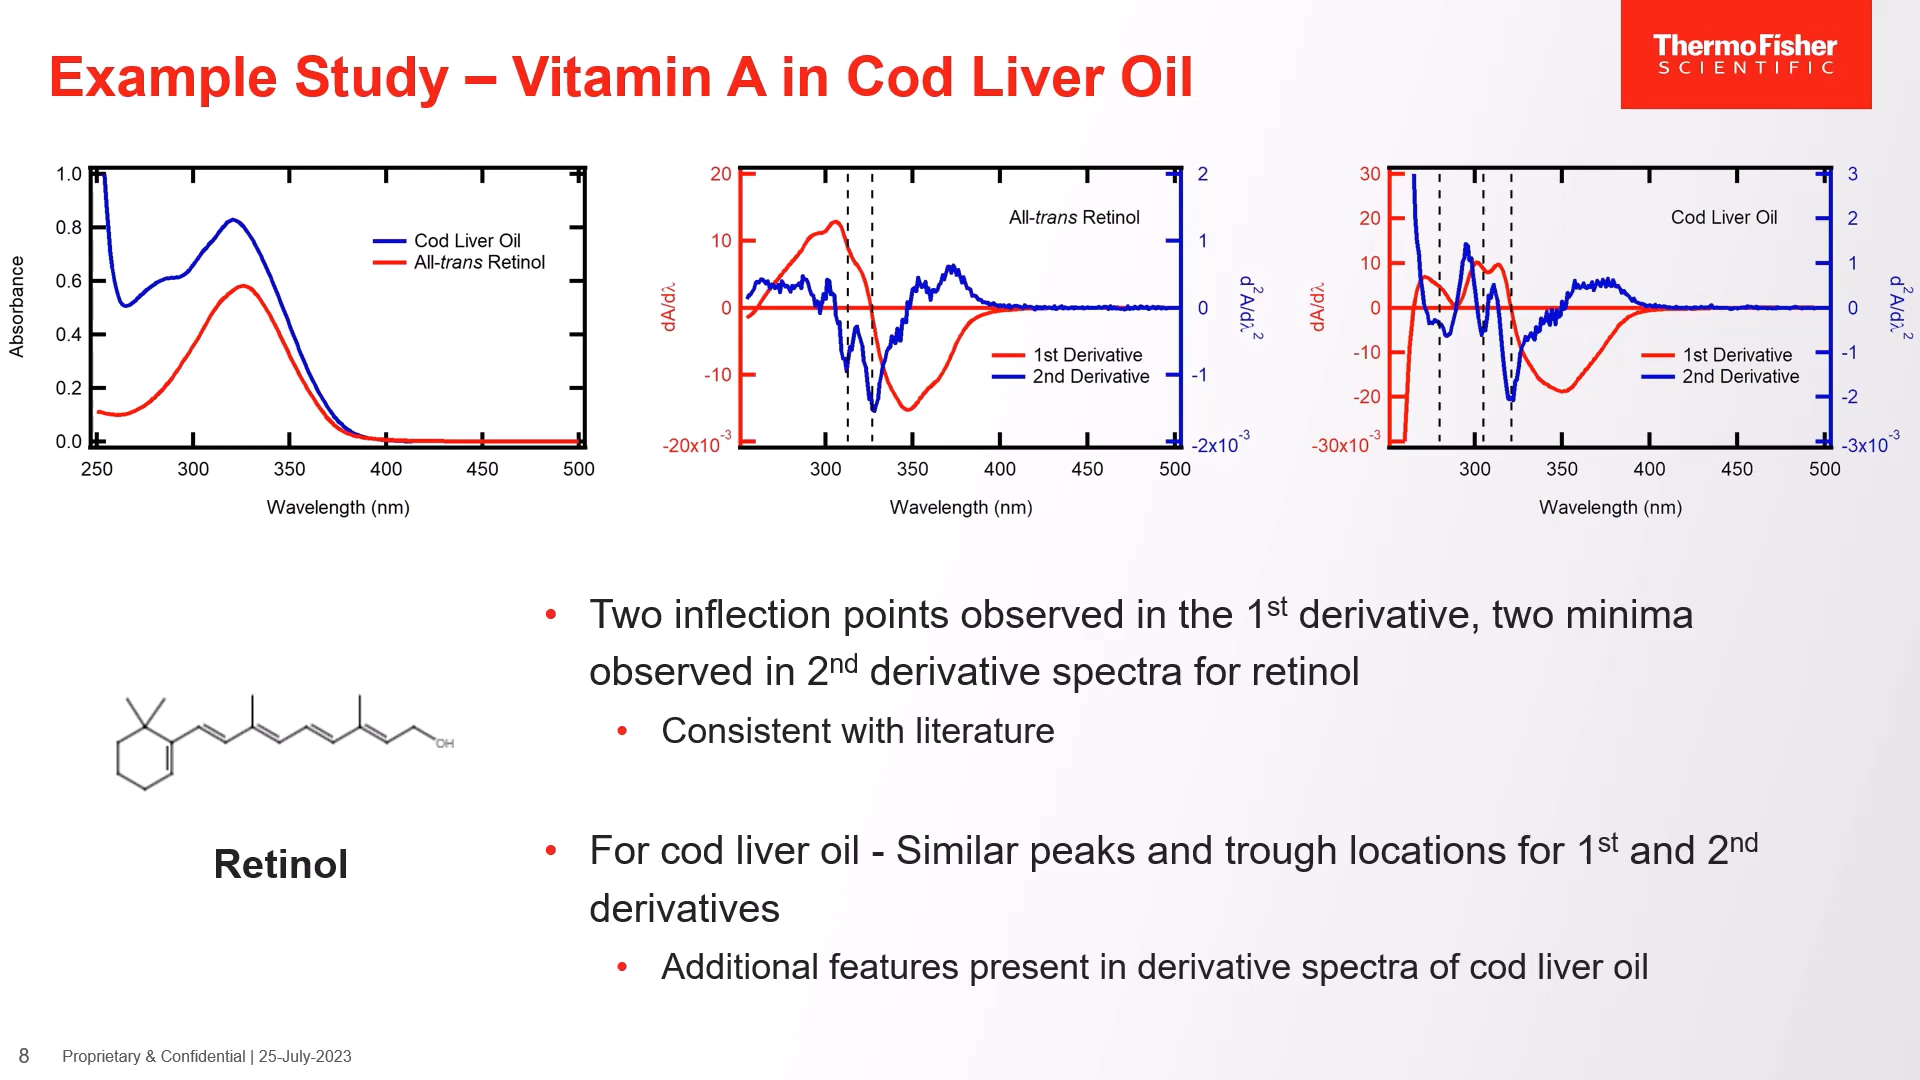 Example Study – Vitamin A in Cod Liver Oil
ThermoFisher
SCIENTIFIC
1.0
0.8
0.6
0.4
0.2
0.0
Absorbance
Cod Liver Oil
All-trans Retinol
250 300 350 400 450 500
Wavelength (nm)
20
10
0
-10
-20x10⁻³
dA/dλ
All-trans Retinol
1st Derivative
2nd Derivative
2
1
0
-1
-2x10⁻³
d²A/dλ²
300 350 400 450 500
Wavelength (nm)
30
20
10
0
-10
-20
-30x10⁻³
dA/dλ
Cod Liver Oil
1st Derivative
2nd Derivative
3
2
1
0
-1
-2
-3x10⁻³
d²A/dλ²
300 350 400 450 500
Wavelength (nm)
• Two inflection points observed in the 1st derivative, two minima
observed in 2nd derivative spectra for retinol
• Consistent with literature
OH
Retinol
• For cod liver oil - Similar peaks and trough locations for 1st and 2nd
derivatives
• Additional features present in derivative spectra of cod liver oil
8 Proprietary & Confidential | 25-July-2023